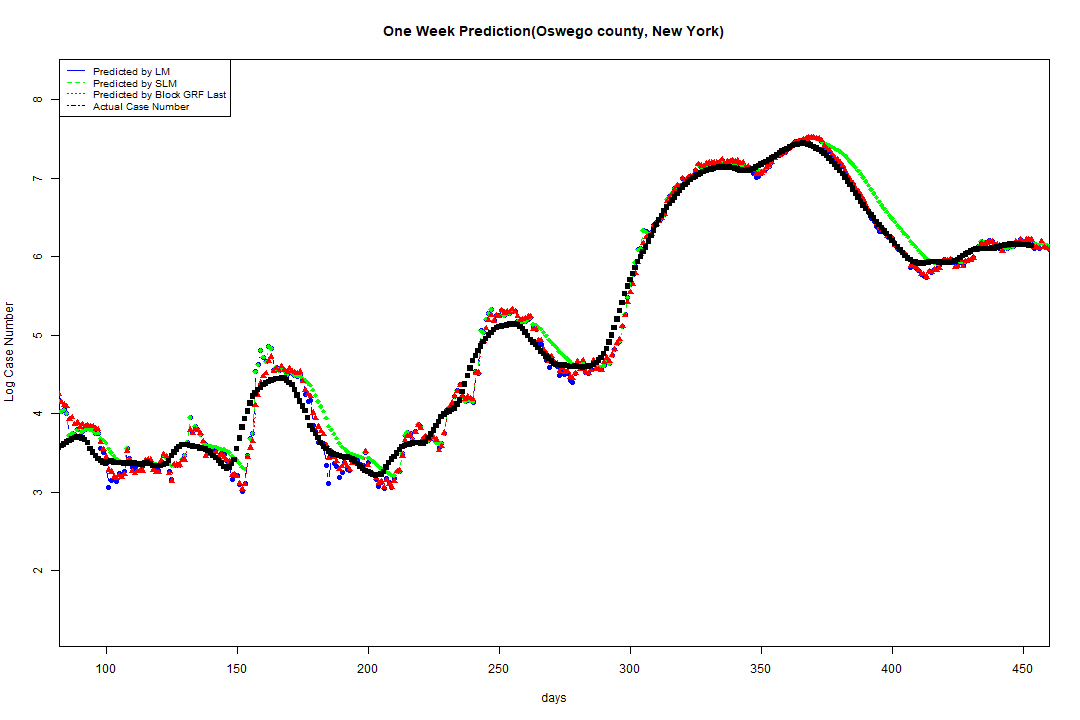 One Week Prediction(Oswego county, New York)
Predicted by LM
Predicted by SLM
Predicted by Block GRF Last
Actual Case Number
8
7
6
5
4
3
2
Log Case Number
100 150 200 250 300 350 400 450
days